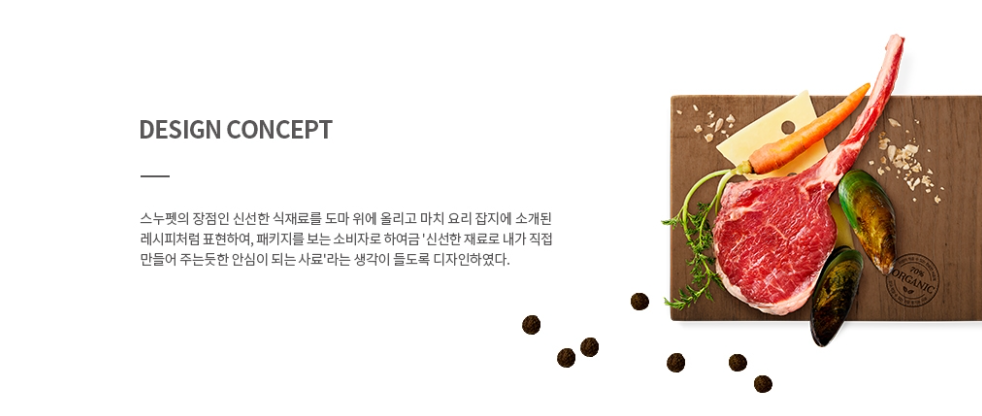 DESIGN CONCEPT
스누펫의 장점인 신선한 식재료를 도마 위에 올리고 마치 요리 잡지에 소개된
레시피처럼 표현하여, 패키지를 보는 소비자로 하여금 '신선한 재료로 내가 직접
만들어 주는듯한 안심이 되는 사료'라는 생각이 들도록 디자인하였다.
70%
ORGANIC